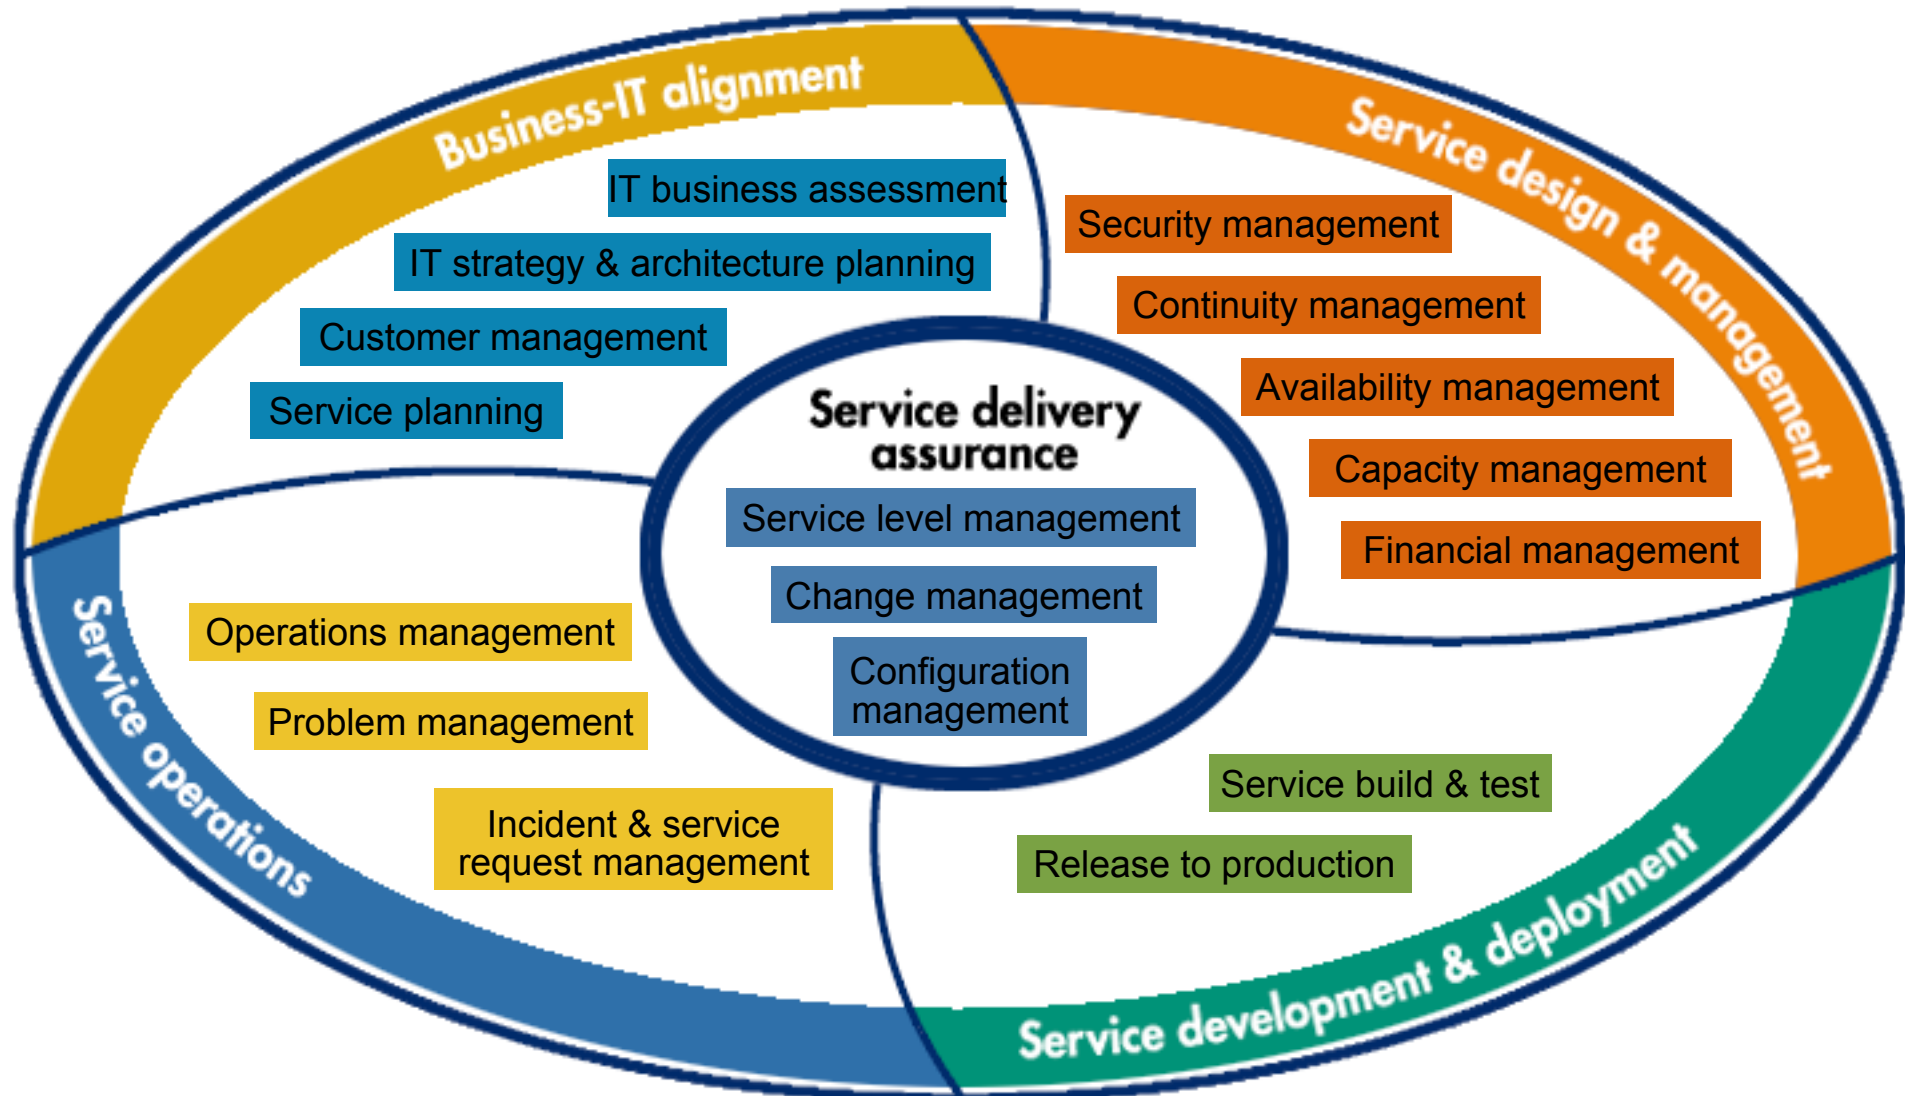 Business-IT alignment
IT business assessment
IT strategy & architecture planning
Customer management
Service planning
Service design & management
Security management
Continuity management
Availability management
Capacity management
Financial management
Service delivery
assurance
Service level management
Change management
Configuration
management
Service operations
Operations management
Problem management
Incident & service
request management
Service build & test
Release to production
Service development & deployment